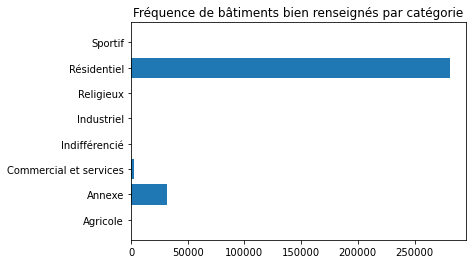 Fréquence de bâtiments bien renseignés par catégorie
Sportif
Résidentiel
Religieux
Industriel
Indifférencié
Commercial et services
Annexe
Agricole
0 50000 100000 150000 200000 250000